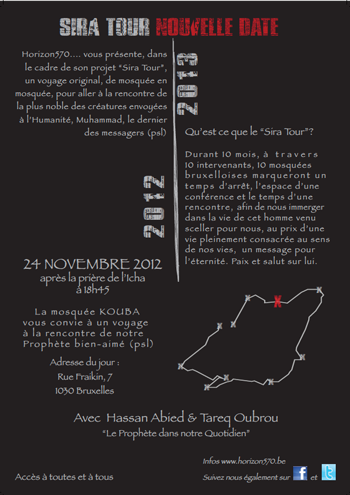 SIRA TOUR NOUVELLE DATE
Horizon570.... vous présente, dans
le cadre de son projet "Sira Tour",
un voyage original, de mosquée en
mosquée, pour aller à la rencontre de
la plus noble des créatures envoyées
à l'Humanité, Muhammad, le dernier
des messagers (psl)
2013
2012
Qu'est ce que le "Sira Tour"?
Durant 10 mois, à travers
10 intervenants, 10 mosquées
bruxelloises marqueront un
temps d'arrêt, l'espace d'une
conférence et le temps d'une
rencontre, afin de nous immerger
dans la vie de cet homme venu
sceller pour nous, au prix d'une
vie pleinement consacrée au sens
de nos vies, un message pour
l'éternité. Paix et salut sur lui.
24 NOVEMBRE 2012
après la prière de l'Icha
à 18h45
La mosquée KOUBA
vous convie à un voyage
à la rencontre de notre
Prophète bien-aimé (psl)
Adresse du jour :
Rue Fraikin, 7
1030 Bruxelles
Avec Hassan Abied & Tareq Oubrou
"Le Prophète dans notre Quotidien"
Infos www.horizon570.be
Accès à toutes et à tous
Suivez nous également sur f et t